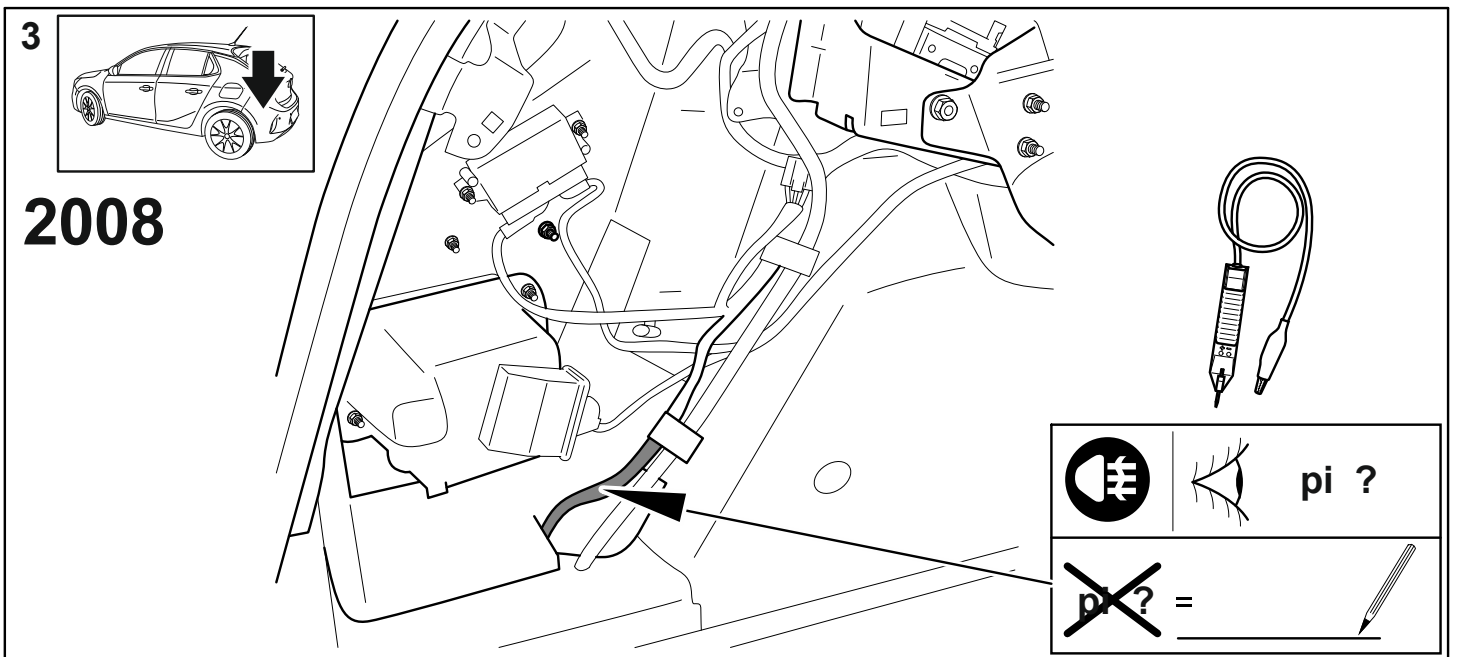 3
2008
pi ?
pi ? =